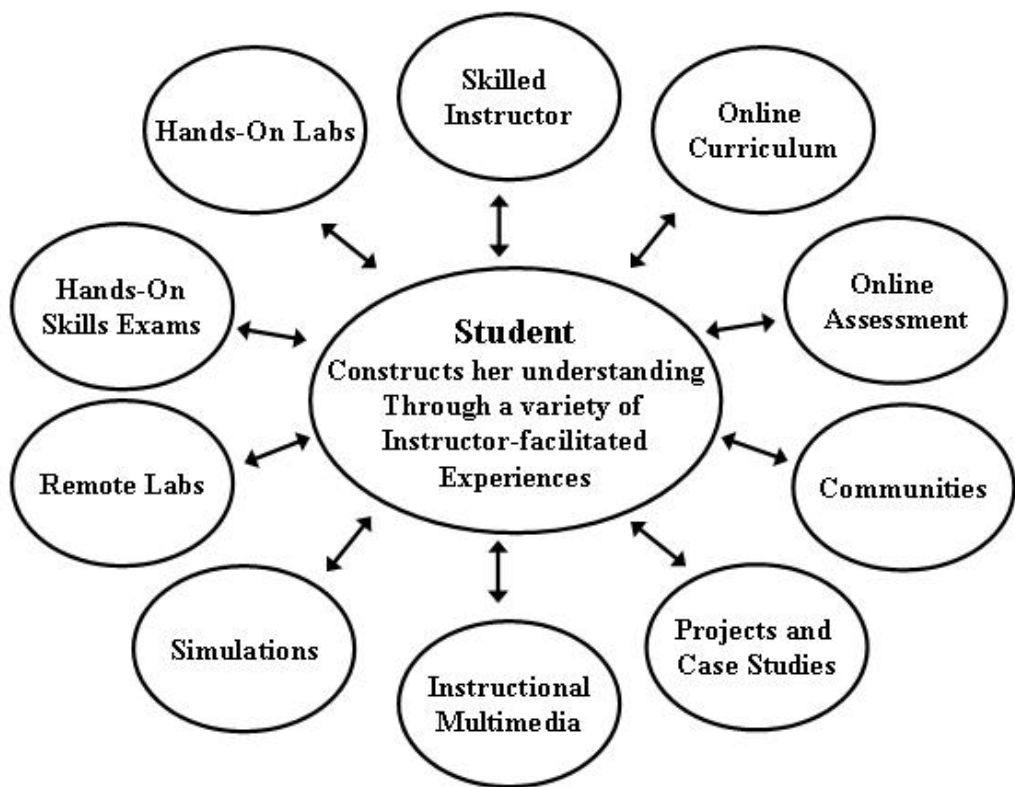 Skilled
Instructor
Online
Curriculum
Online
Assessment
Communities
Projects and
Case Studies
Instructional
Multimedia
Simulations
Remote Labs
Hands-On
Skills Exams
Hands-On Labs
Student
Constructs her understanding
Through a variety of
Instructor-facilitated
Experiences